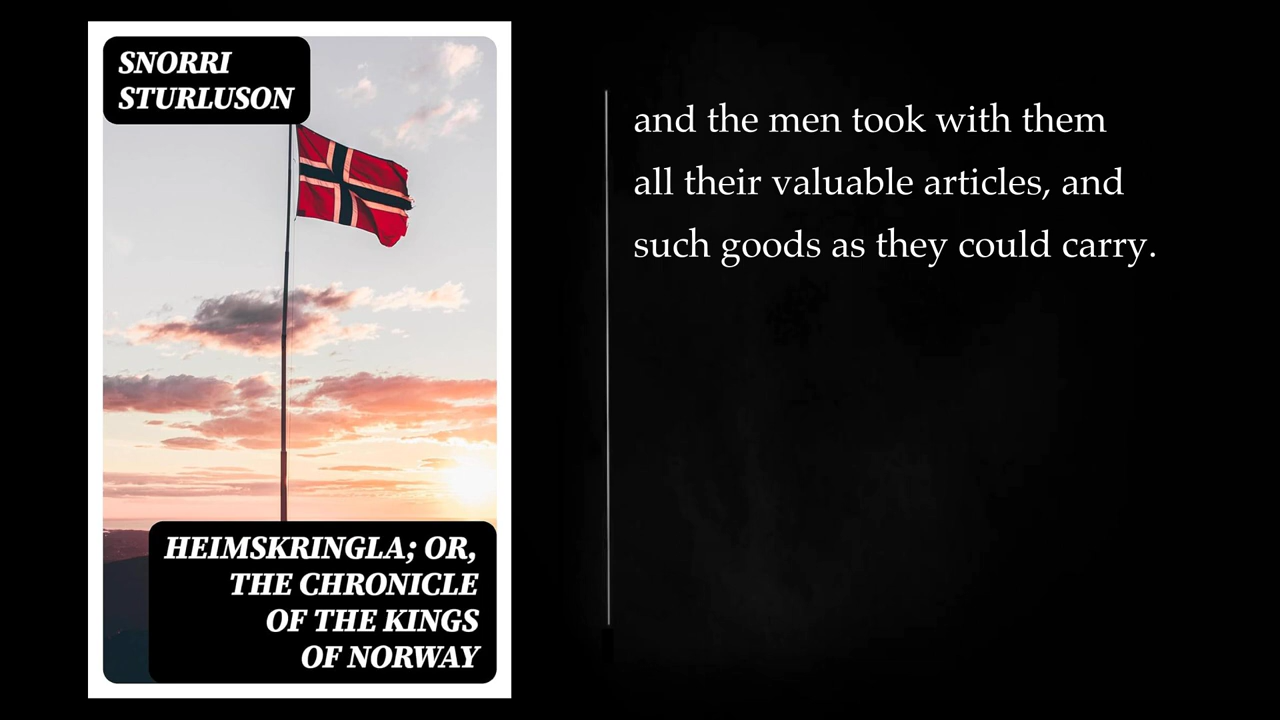 SNORRI
STURLUSON
HEIMSKRINGLA; OR,
THE CHRONICLE
OF THE KINGS
OF NORWAY
and the men took with them
all their valuable articles, and
such goods as they could carry.